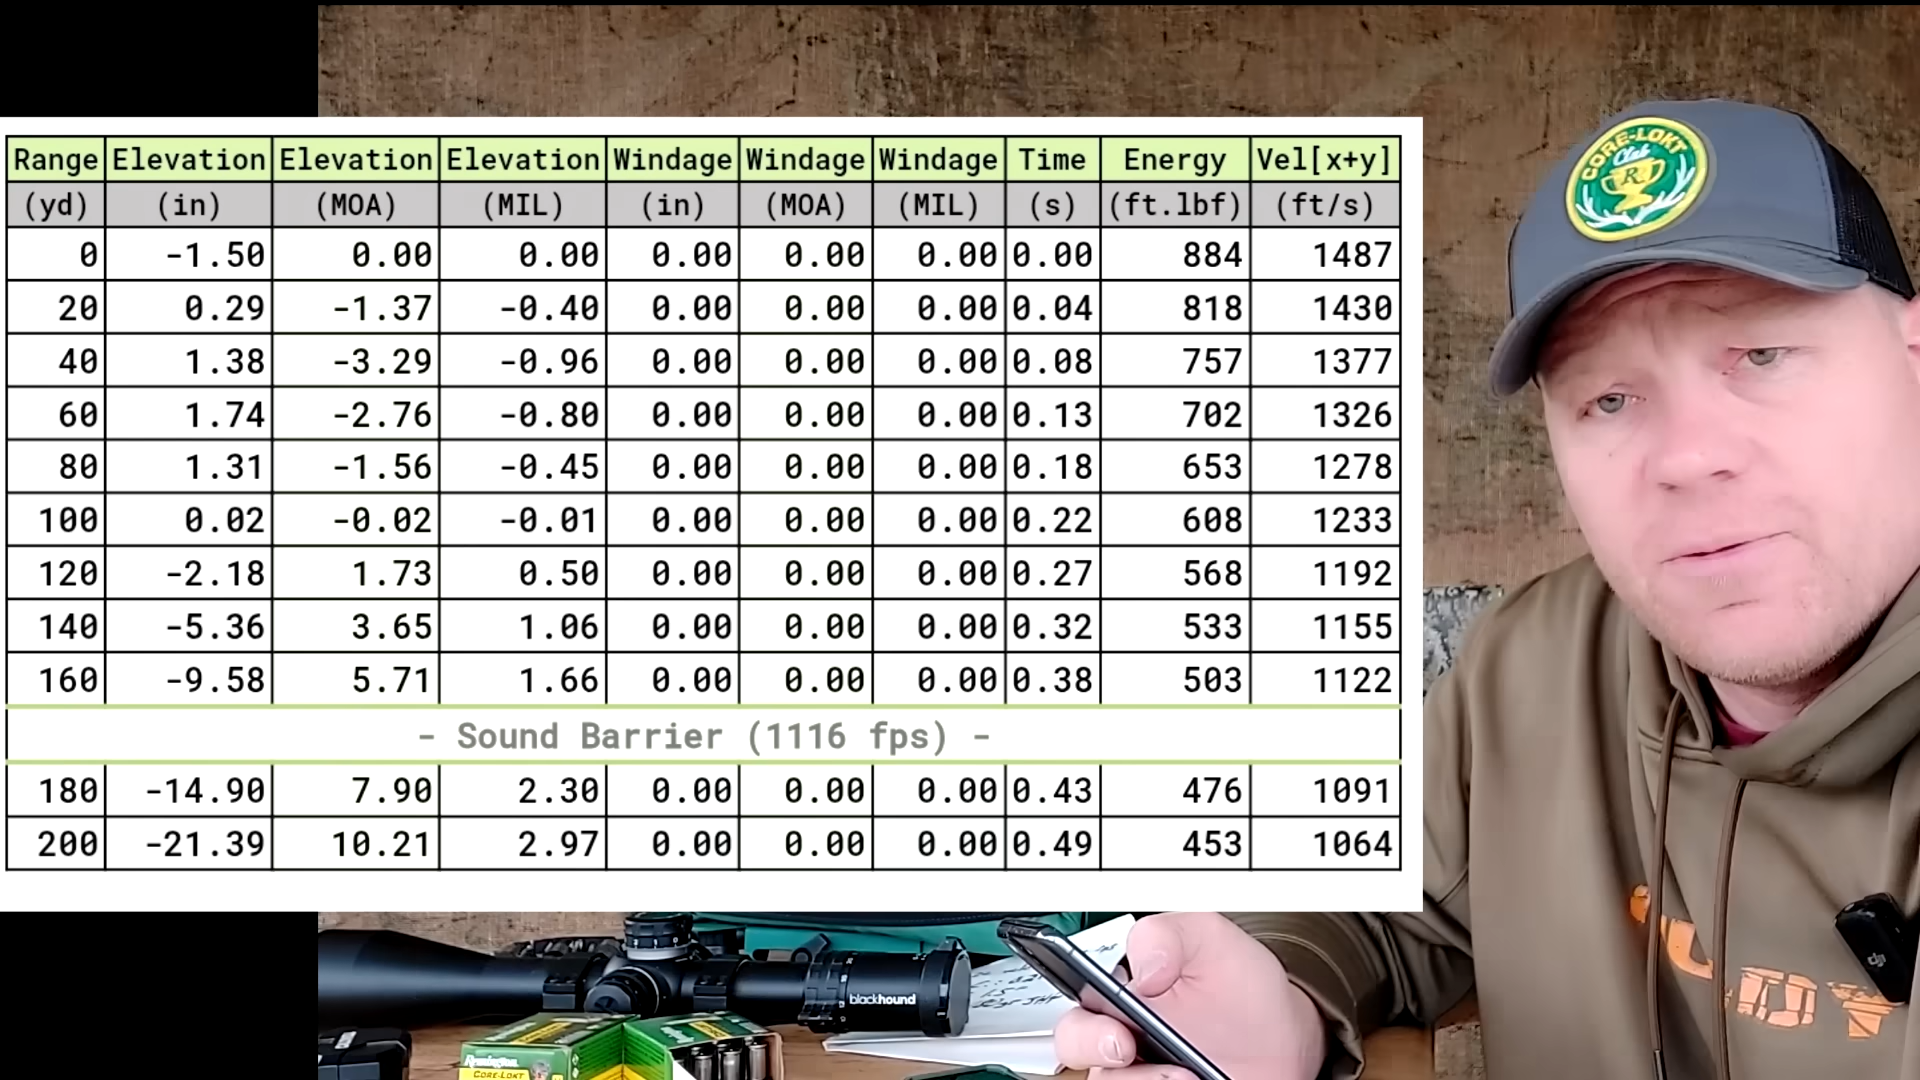 Range Elevation Elevation Elevation Windage Windage Windage Time Energy Vel[x+y]
(yd) (in) (MOA) (MIL) (in) (MOA) (MIL) (s) (ft.lbf) (ft/s)
0 -1.50 0.00 0.00 0.00 0.00 0.00 0.00 884 1487
20 0.29 -1.37 -0.40 0.00 0.00 0.00 0.04 818 1430
40 1.38 -3.29 -0.96 0.00 0.00 0.00 0.08 757 1377
60 1.74 -2.76 -0.80 0.00 0.00 0.00 0.13 702 1326
80 1.31 -1.56 -0.45 0.00 0.00 0.00 0.18 653 1278
100 0.02 -0.02 -0.01 0.00 0.00 0.00 0.22 608 1233
120 -2.18 1.73 0.50 0.00 0.00 0.00 0.27 568 1192
140 -5.36 3.65 1.06 0.00 0.00 0.00 0.32 533 1155
160 -9.58 5.71 1.66 0.00 0.00 0.00 0.38 503 1122
- Sound Barrier (1116 fps) -
180 -14.90 7.90 2.30 0.00 0.00 0.00 0.43 476 1091
200 -21.39 10.21 2.97 0.00 0.00 0.00 0.49 453 1064
CORE-LOKT
Club
R
blackhound
Remington
CORE-LOKT
dji